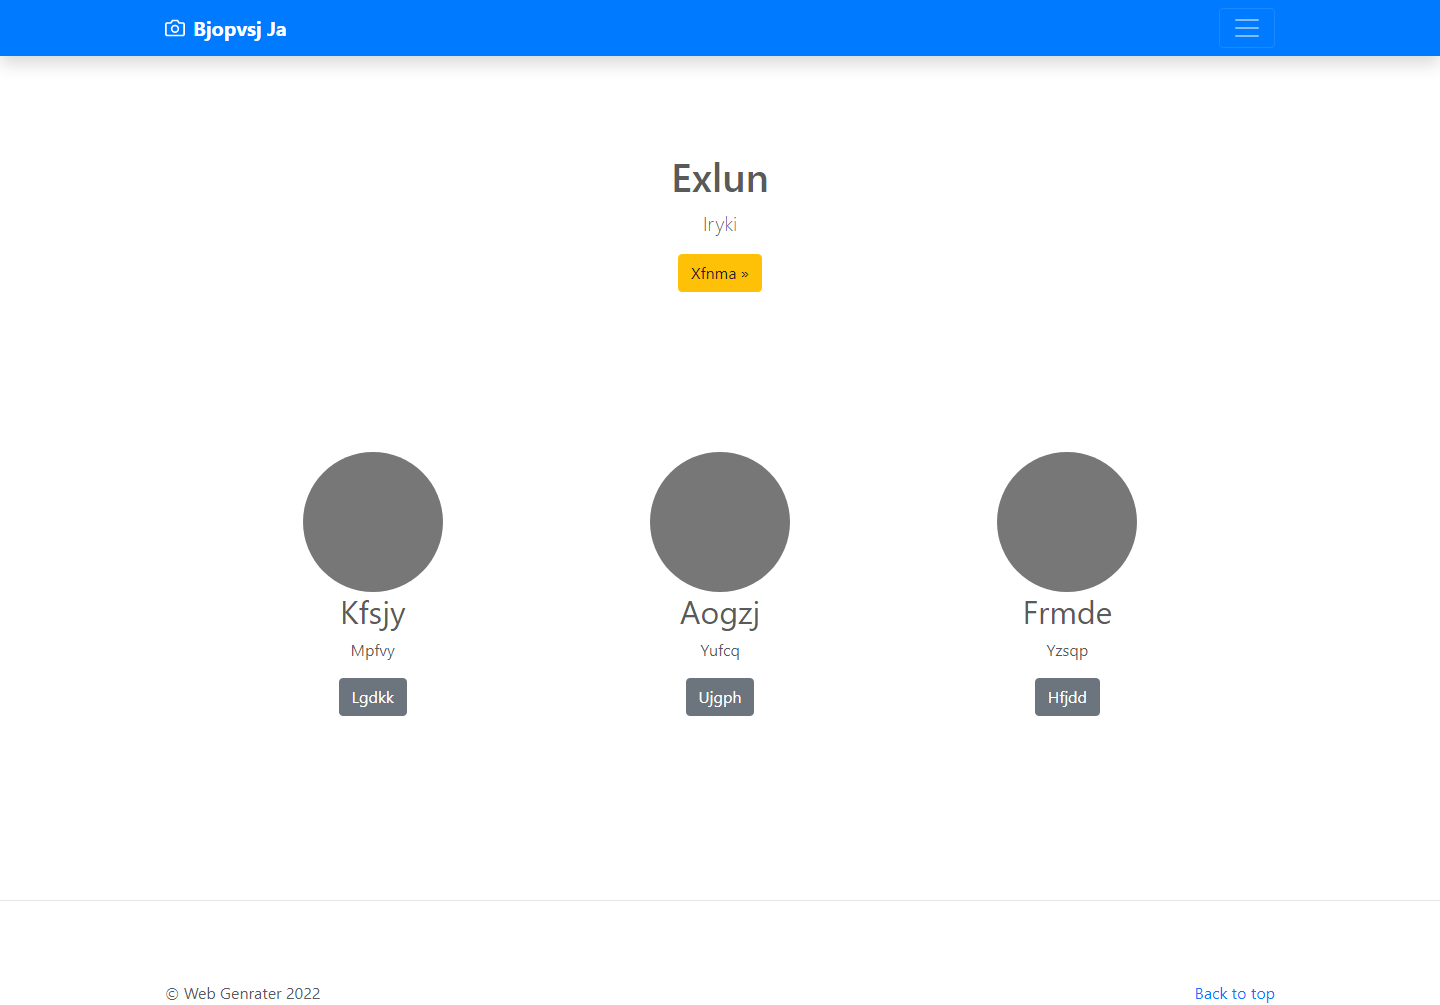 Bjopvsj Ja
Exlun
Iryki
Xfnma »
Kfsjy
Mpfvy
Lgdkk
Aogzj
Yufcq
Ujgph
Frmde
Yzsqp
Hfjdd
© Web Genrater 2022
Back to top